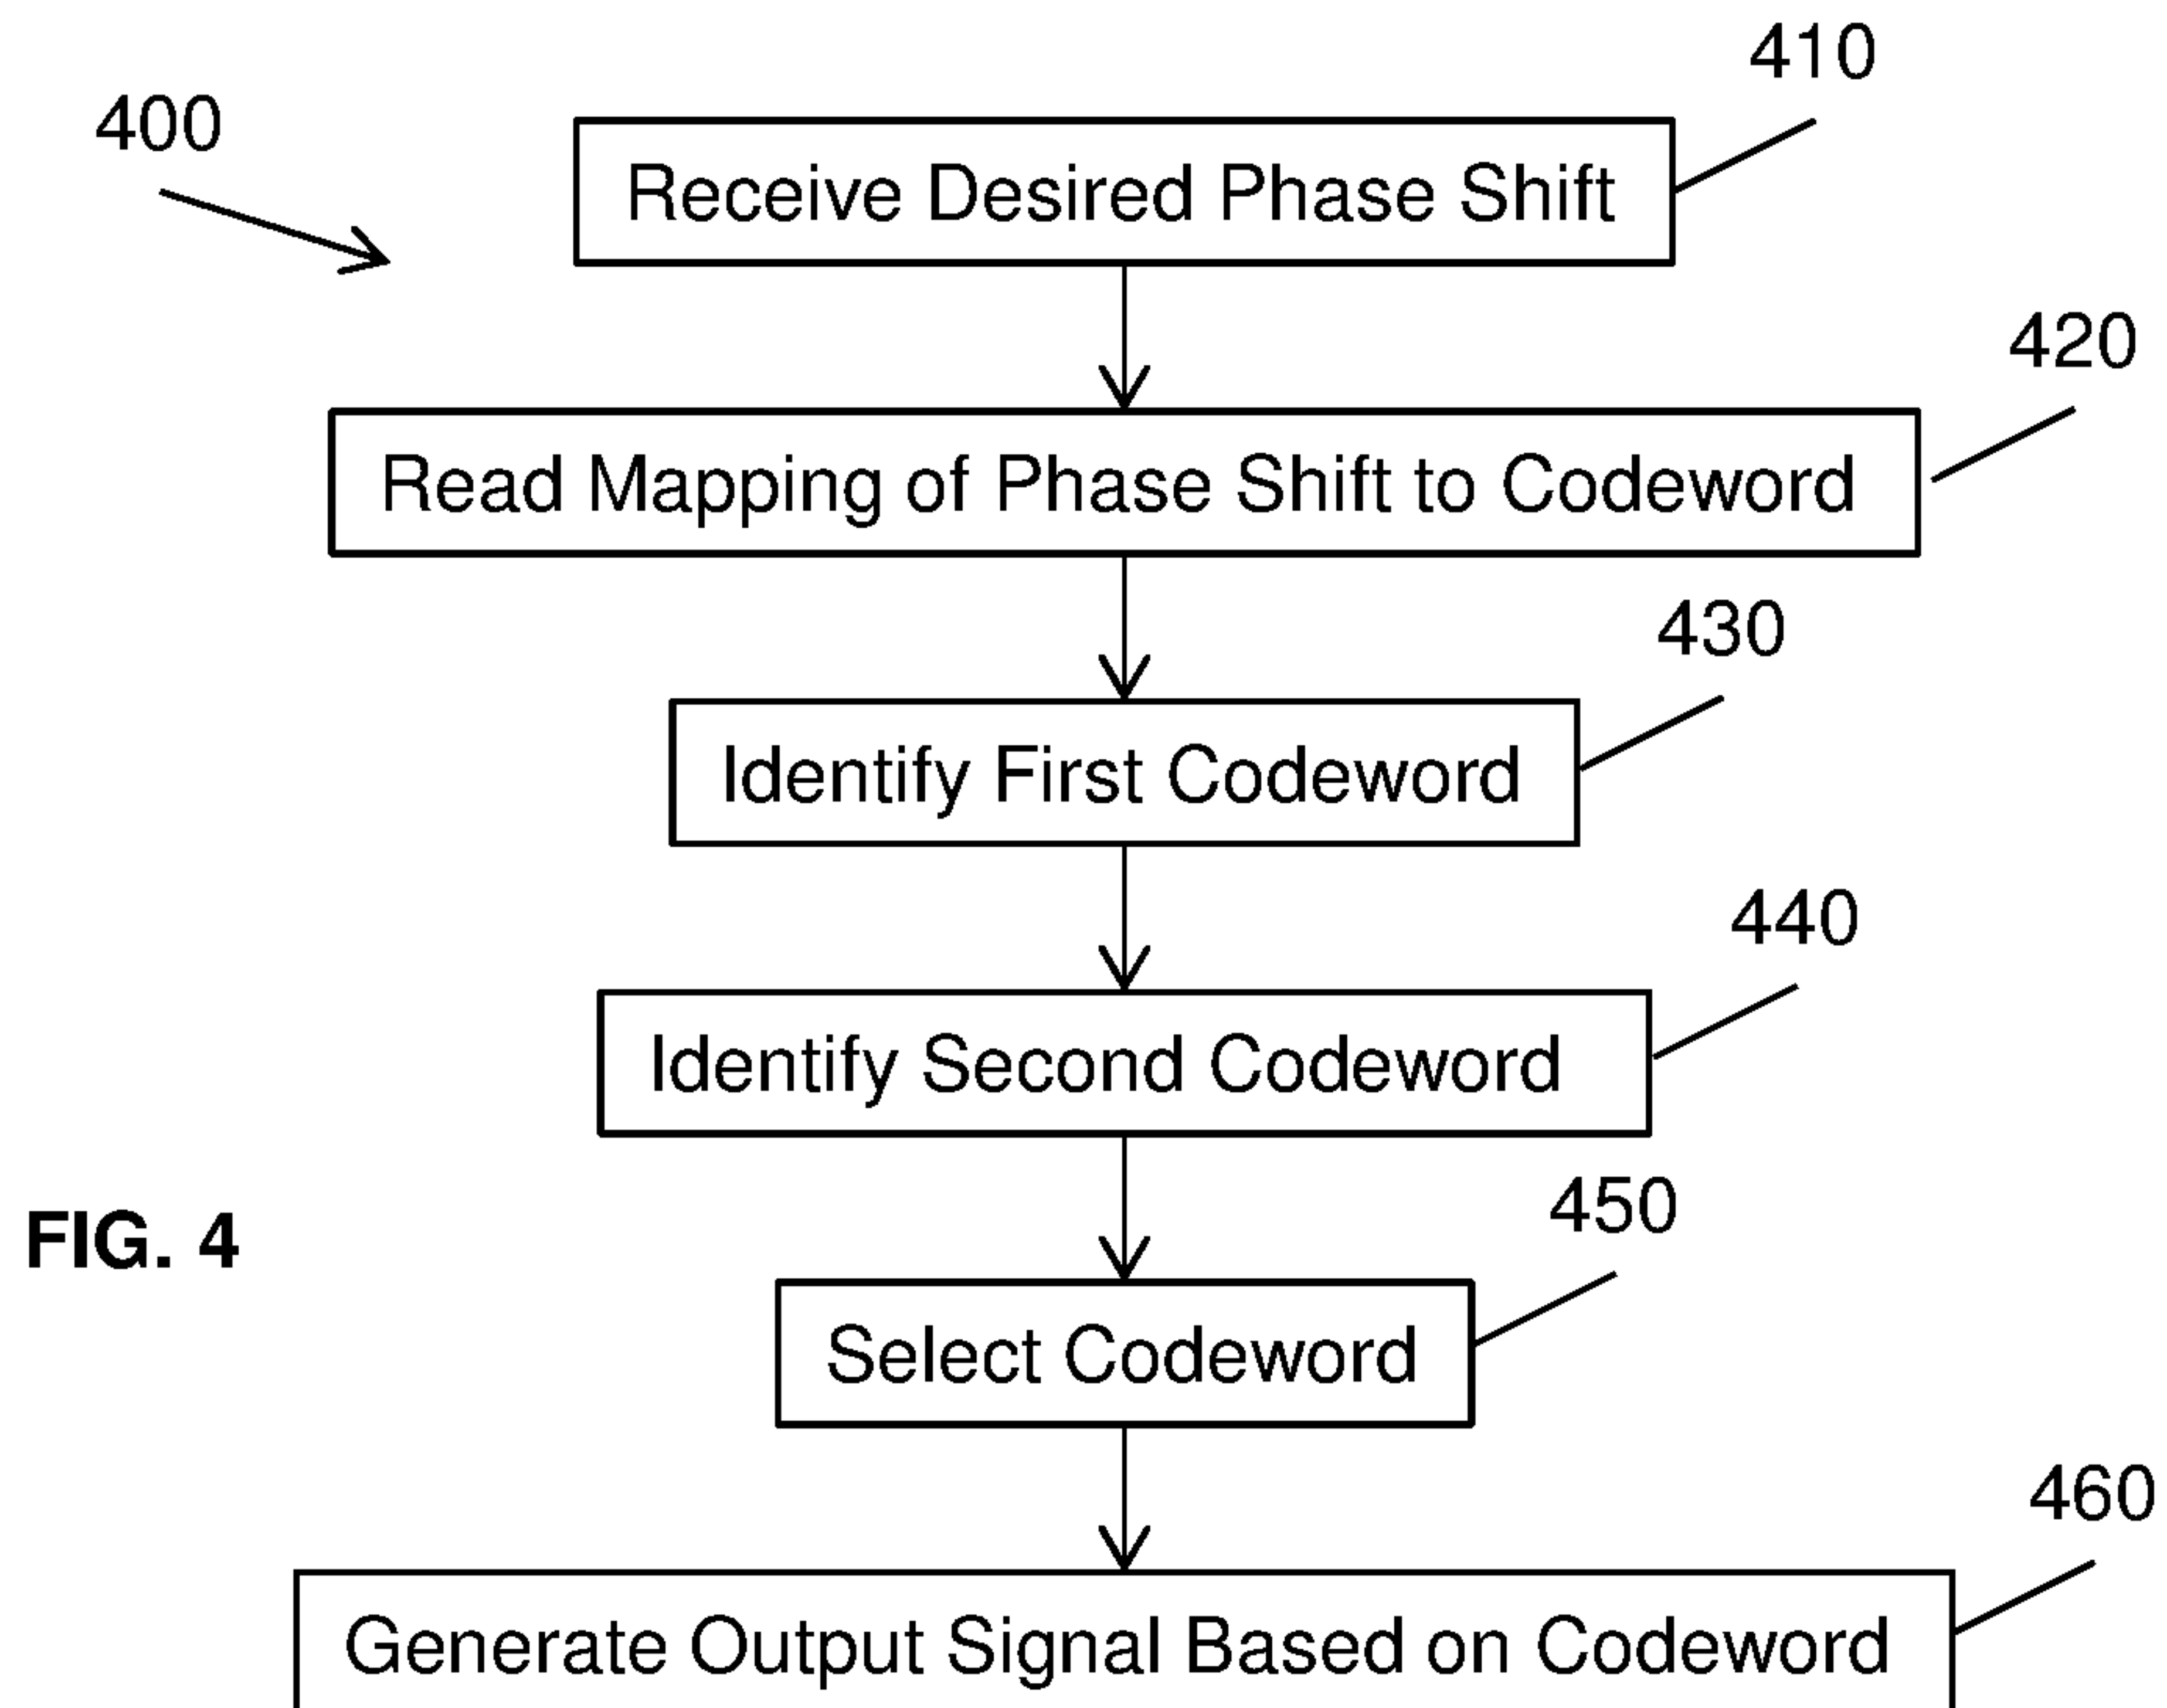 410
400
Receive Desired Phase Shift
420
Read Mapping of Phase Shift to Codeword
430
Identify First Codeword
440
Identify Second Codeword
450
FIG. 4
Select Codeword
460
Generate Output Signal Based on Codeword